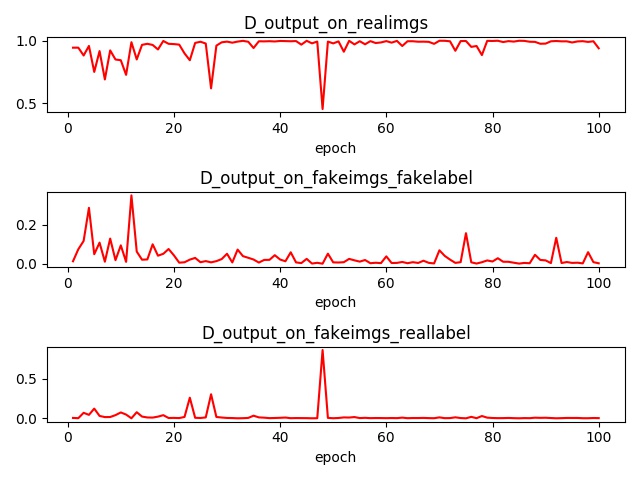 D_output_on_realimgs
1.0
0.5
0 20 40 60 80 100
epoch
D_output_on_fakeimgs_fakelabel
0.2
0.0
0 20 40 60 80 100
epoch
D_output_on_fakeimgs_reallabel
0.5
0.0
0 20 40 60 80 100
epoch